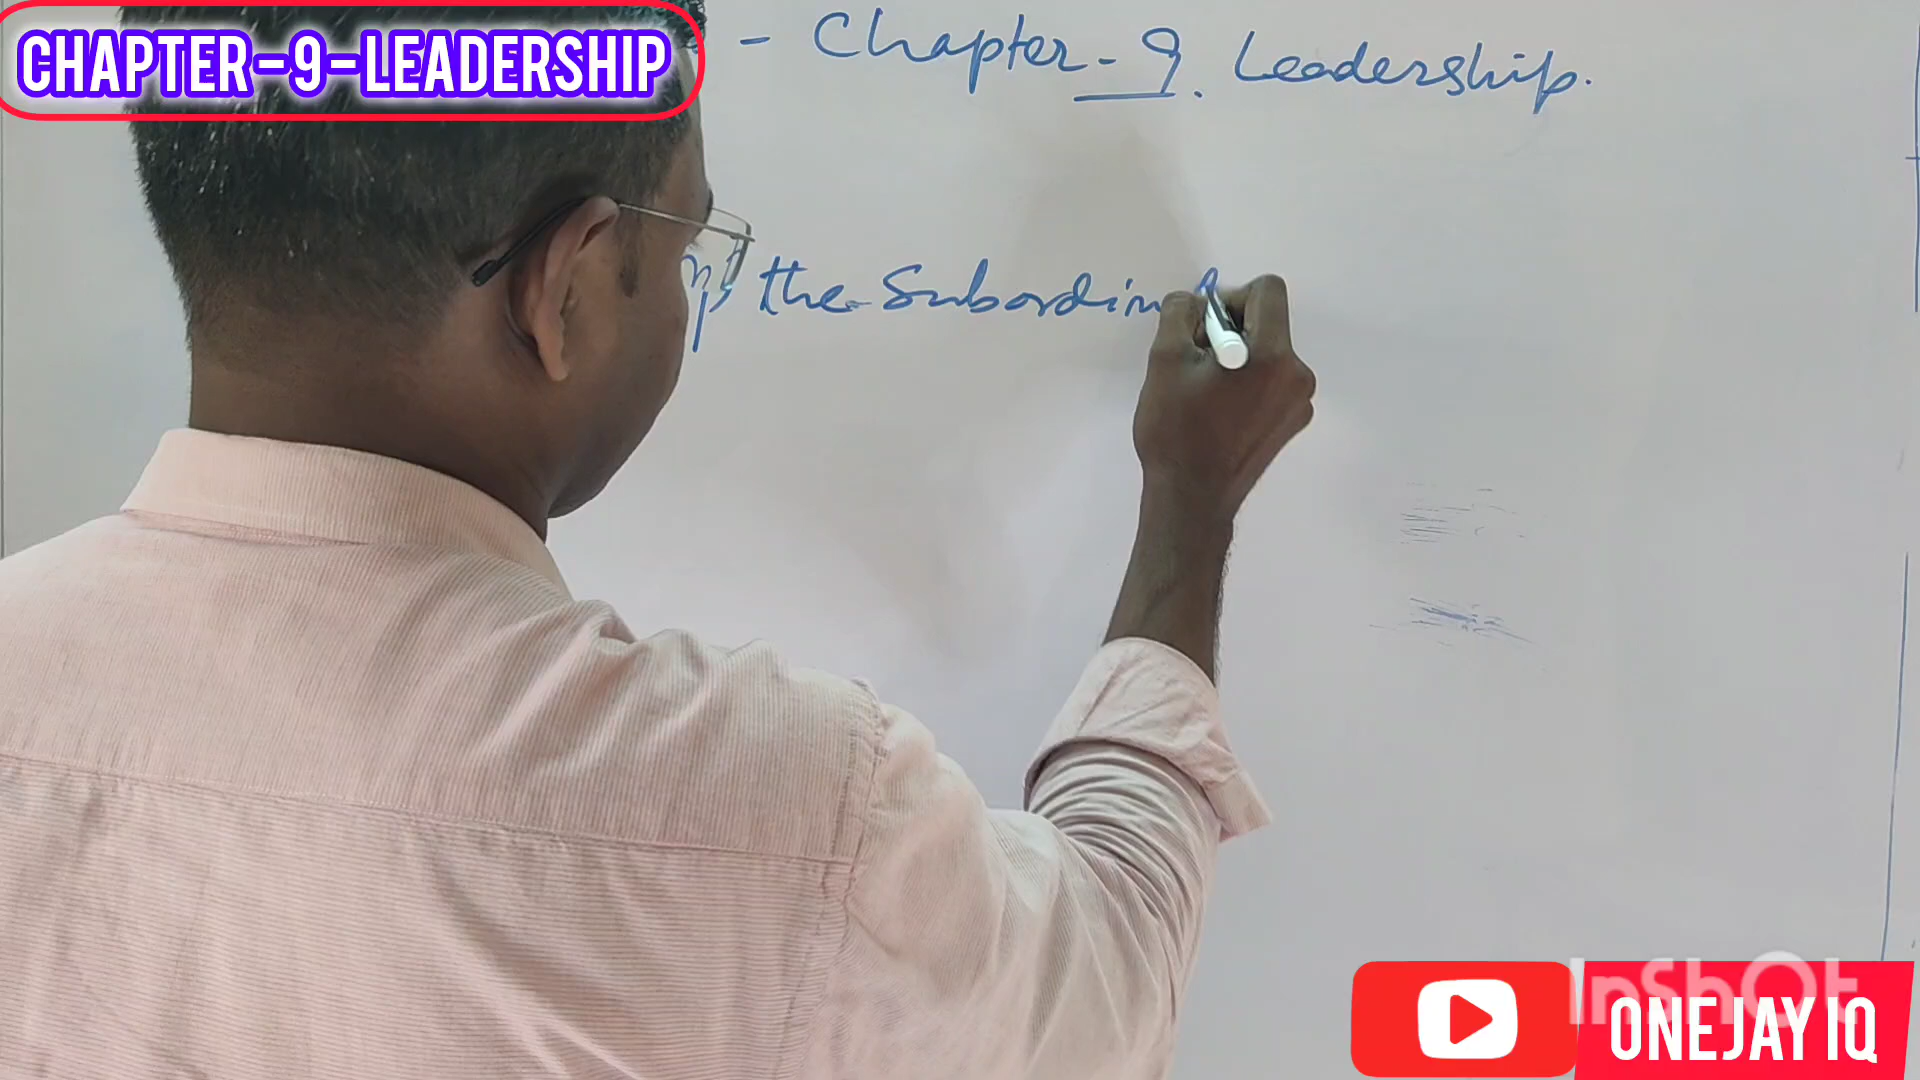 CHAPTER-9-LEADERSHIP
- Chapter-9. Leadership.
the Subordin
InShOt
ONEJAY IQ